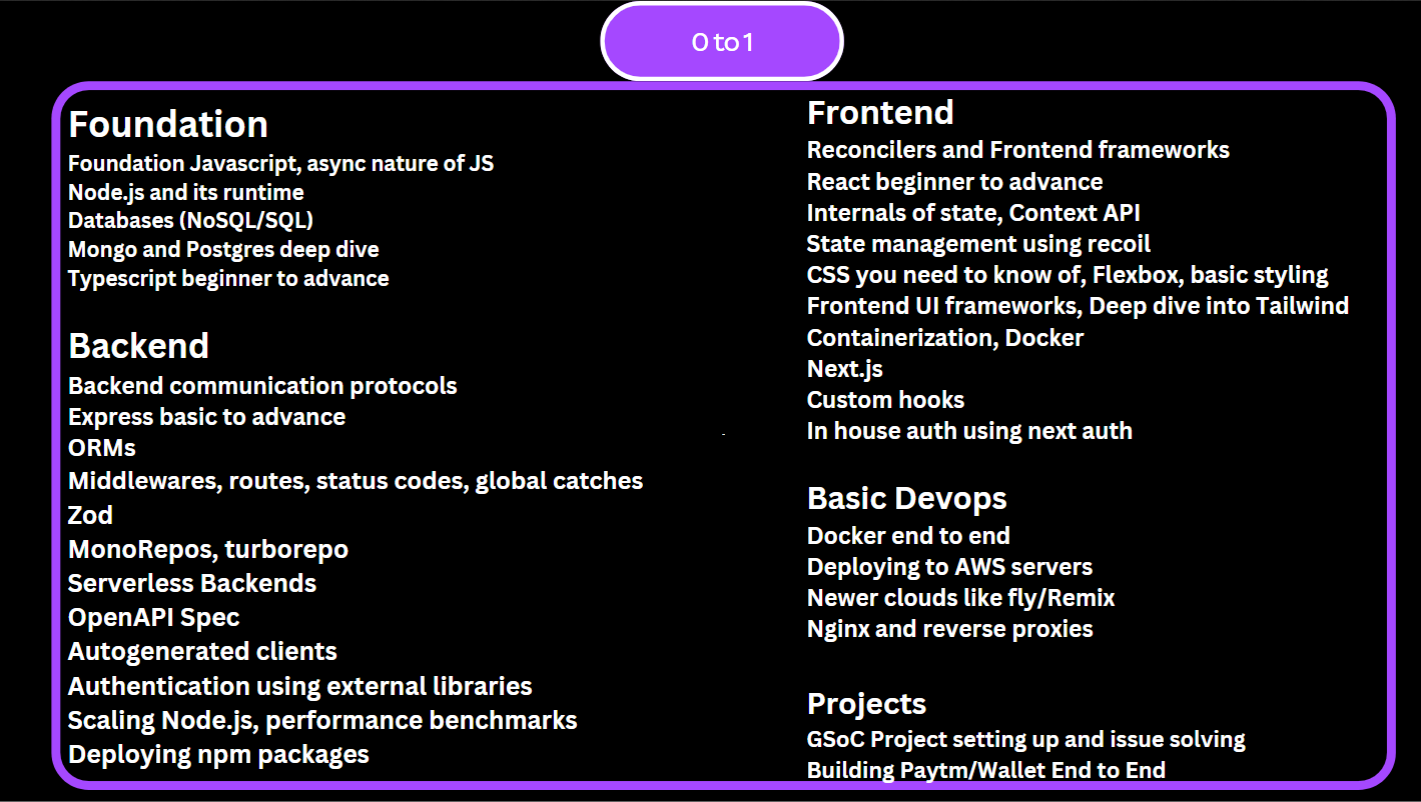 0 to 1
Foundation
Foundation Javascript, async nature of JS
Node.js and its runtime
Databases (NoSQL/SQL)
Mongo and Postgres deep dive
Typescript beginner to advance
Backend
Backend communication protocols
Express basic to advance
ORMs
Middlewares, routes, status codes, global catches
Zod
MonoRepos, turborepo
Serverless Backends
OpenAPI Spec
Autogenerated clients
Authentication using external libraries
Scaling Node.js, performance benchmarks
Deploying npm packages
Frontend
Reconcilers and Frontend frameworks
React beginner to advance
Internals of state, Context API
State management using recoil
CSS you need to know of, Flexbox, basic styling
Frontend UI frameworks, Deep dive into Tailwind
Containerization, Docker
Next.js
Custom hooks
In house auth using next auth
Basic Devops
Docker end to end
Deploying to AWS servers
Newer clouds like fly/Remix
Nginx and reverse proxies
Projects
GSoC Project setting up and issue solving
Building Paytm/Wallet End to End